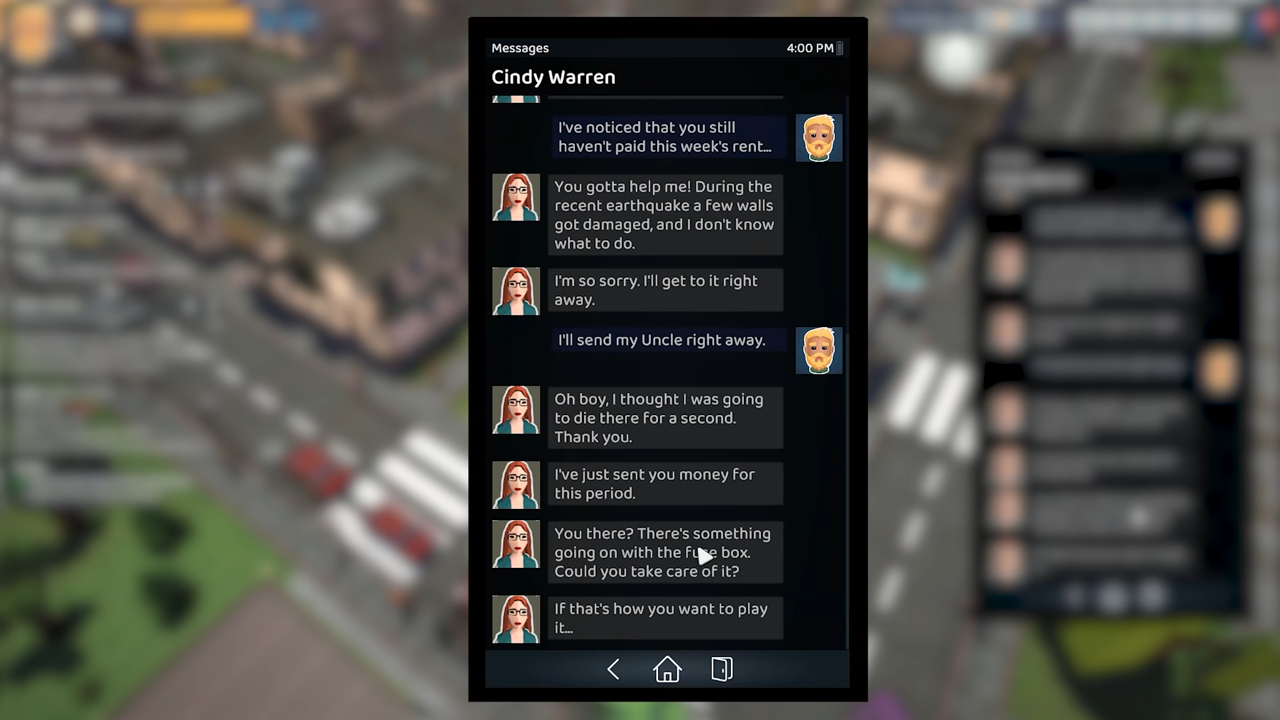 Messages
4:00 PM
Cindy Warren
I've noticed that you still
haven't paid this week's rent...
You gotta help me! During the
recent earthquake a few walls
got damaged, and I don't know
what to do.
I'm so sorry. I'll get to it right
away.
I'll send my Uncle right away.
Oh boy, I thought I was going
to die there for a second.
Thank you.
I've just sent you money for
this period.
You there? There's something
going on with the fuse box.
Could you take care of it?
If that's how you want to play
it...